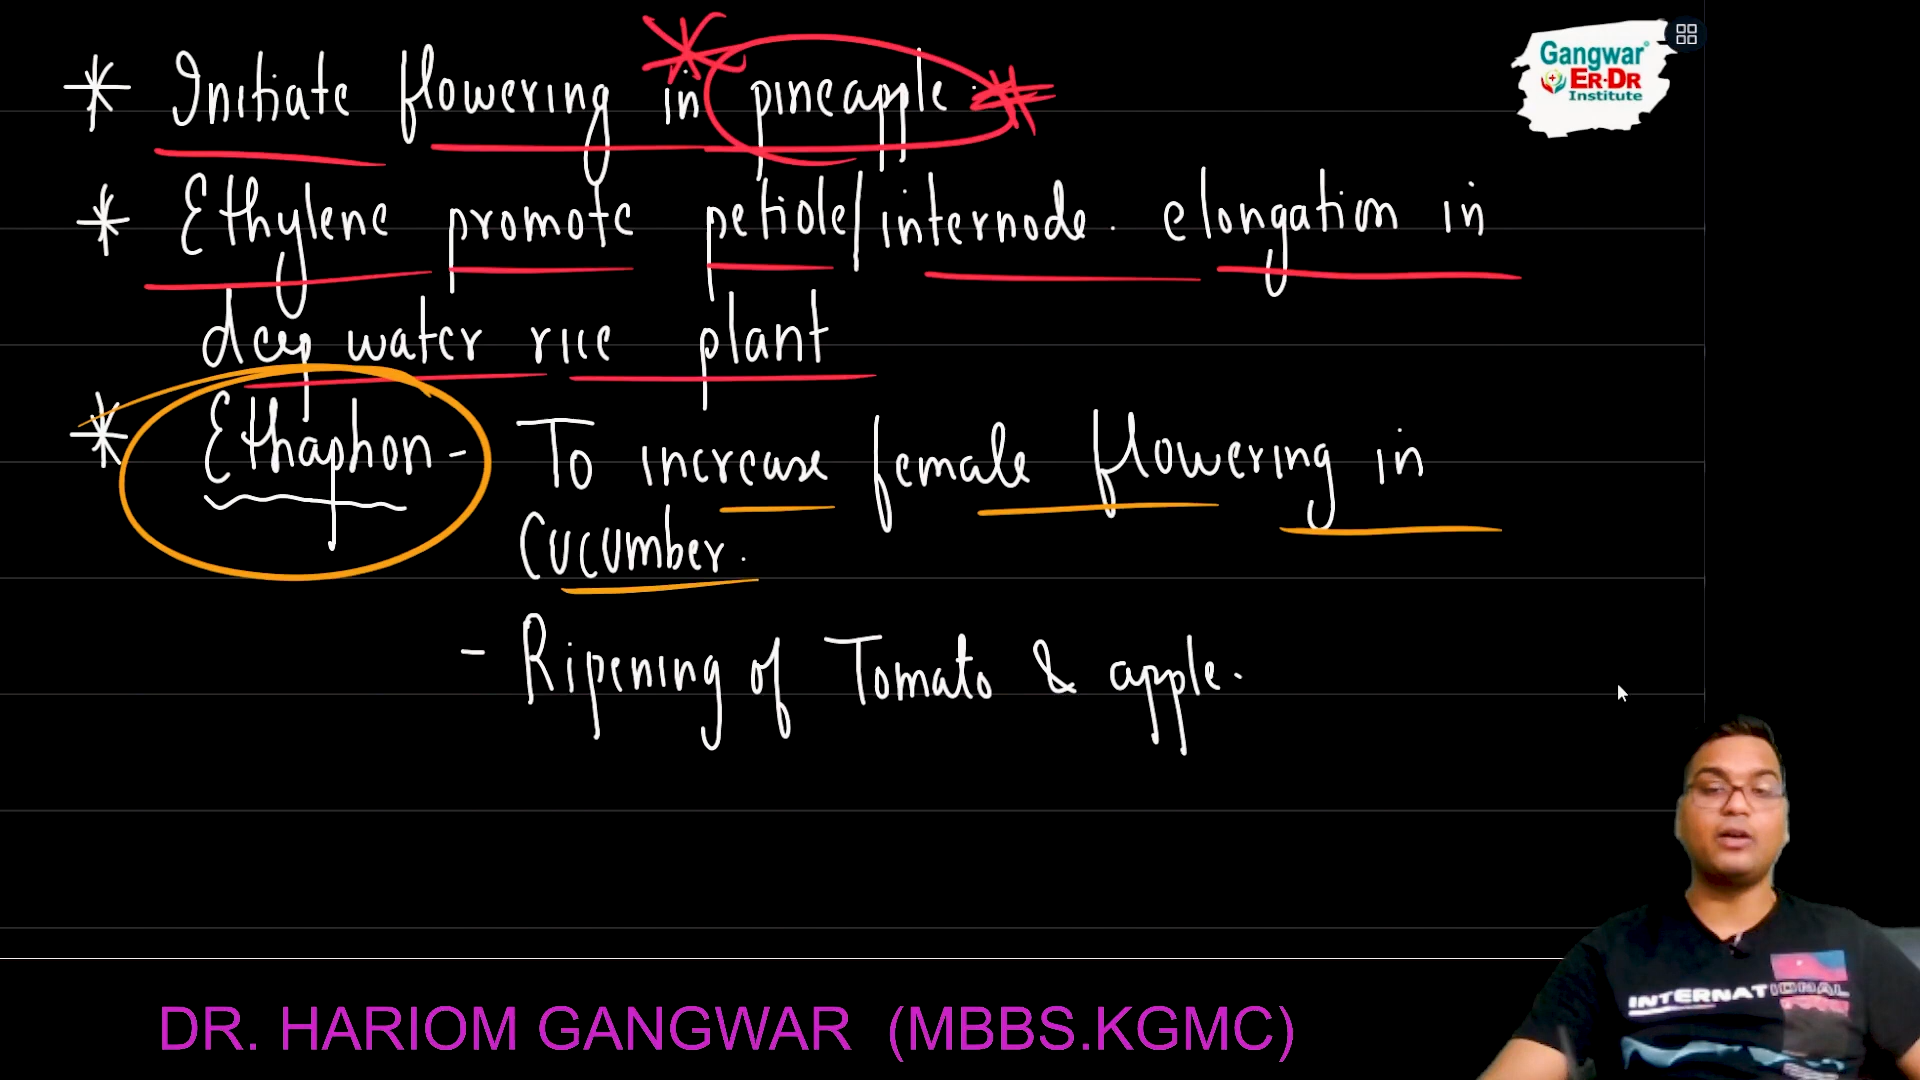 * Initiate flowering in pineapple.
Gangwar
ER-DR
Institute
* Ethylene promote petiole/internode. elongation in
deep water rice plant
* Ethaphon - To increase female flowering in
Cucumber.
- Ripening of Tomato & apple.
INTERNATIONAL
DR. HARIOM GANGWAR (MBBS.KGMC)